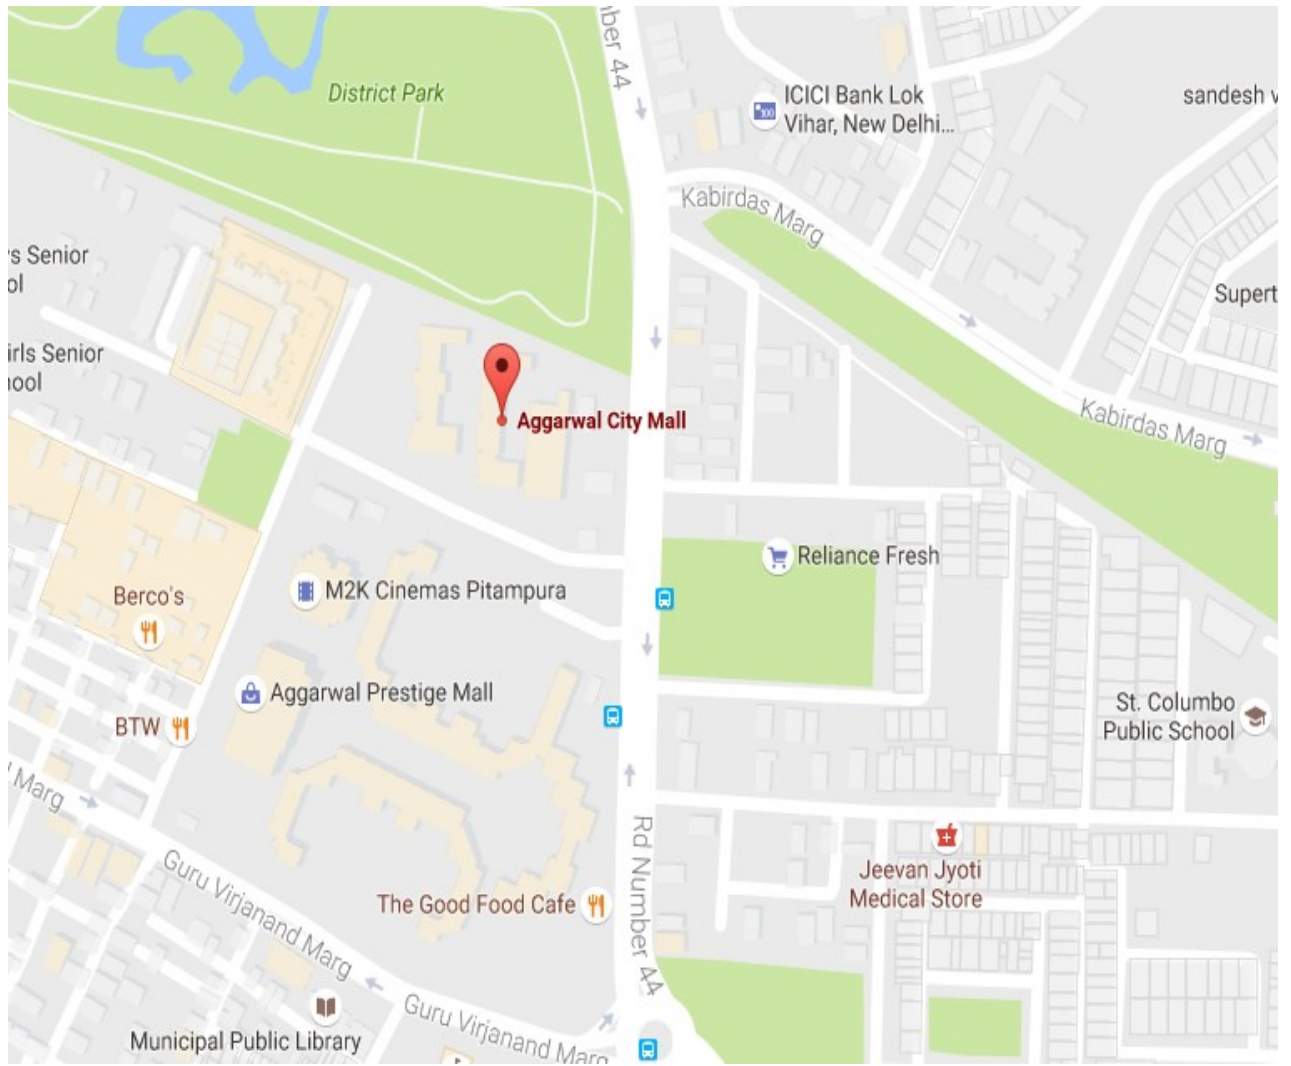 ber 44
District Park
ICICI Bank Lok
Vihar, New Delhi...
sandesh v
Kabirdas Marg
's Senior
ol
Supert
irls Senior
ool
Aggarwal City Mall
Kabirdas Marg
Reliance Fresh
M2K Cinemas Pitampura
Berco's
Aggarwal Prestige Mall
BTW
St. Columbo
Public School
Marg
Rd Number 44
Jeevan Jyoti
Medical Store
Guru Virjanand Marg
The Good Food Cafe
Guru Virjanand Marg
Municipal Public Library